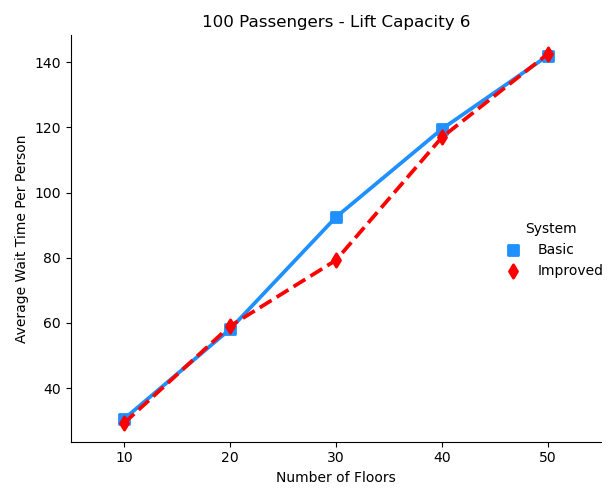 100 Passengers - Lift Capacity 6
140
120
100
80
60
40
Average Wait Time Per Person
System
Basic
Improved
10 20 30 40 50
Number of Floors